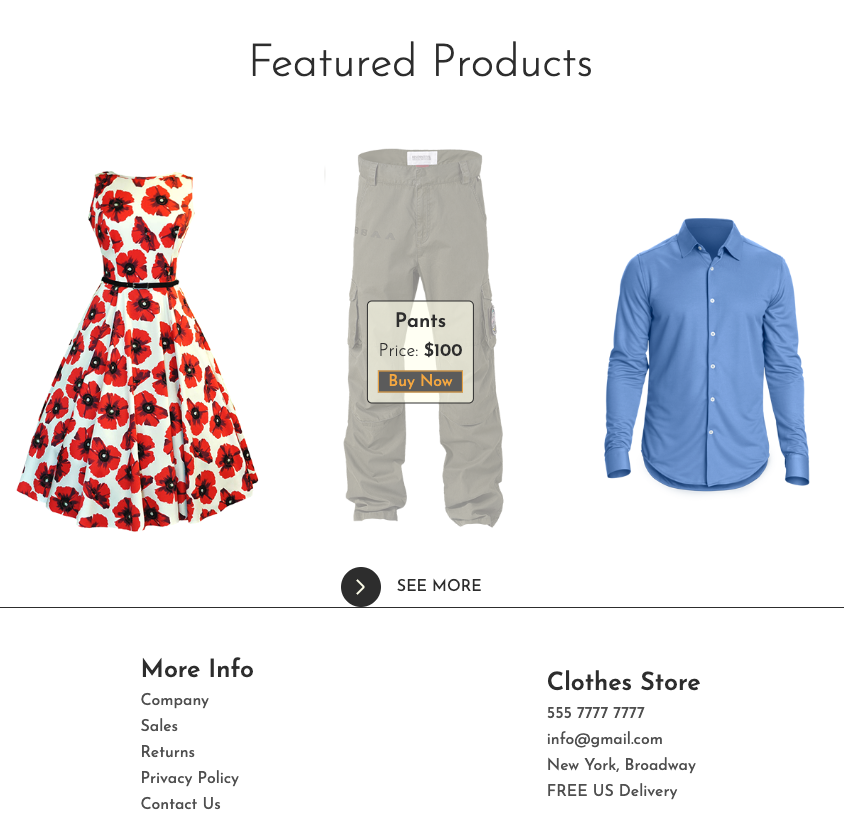 Featured Products
Pants
Price: $100
Buy Now
SEE MORE
More Info
Company
Sales
Returns
Privacy Policy
Contact Us
Clothes Store
555 7777 7777
info@gmail.com
New York, Broadway
FREE US Delivery